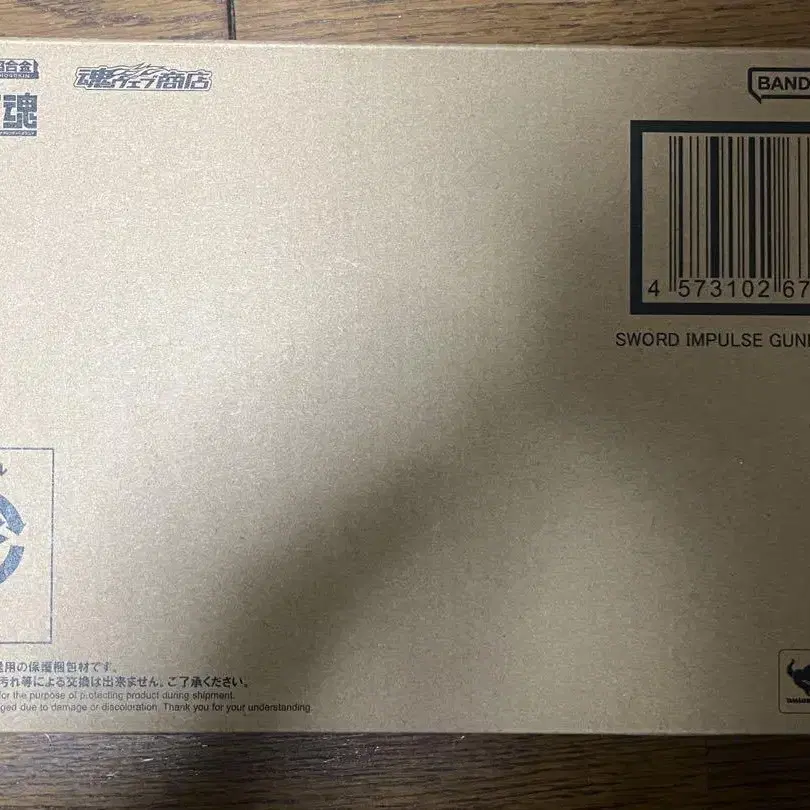 合金
魂ウェブ商店
BAND
魂
4 573102 67
SWORD IMPULSE GUN
用の保護梱包材です。
汚れ等による交換は出来ません。ご了承ください。
for the purpose of protecting product during shipment.
ged due to damage or discoloration. Thank you for your understanding.